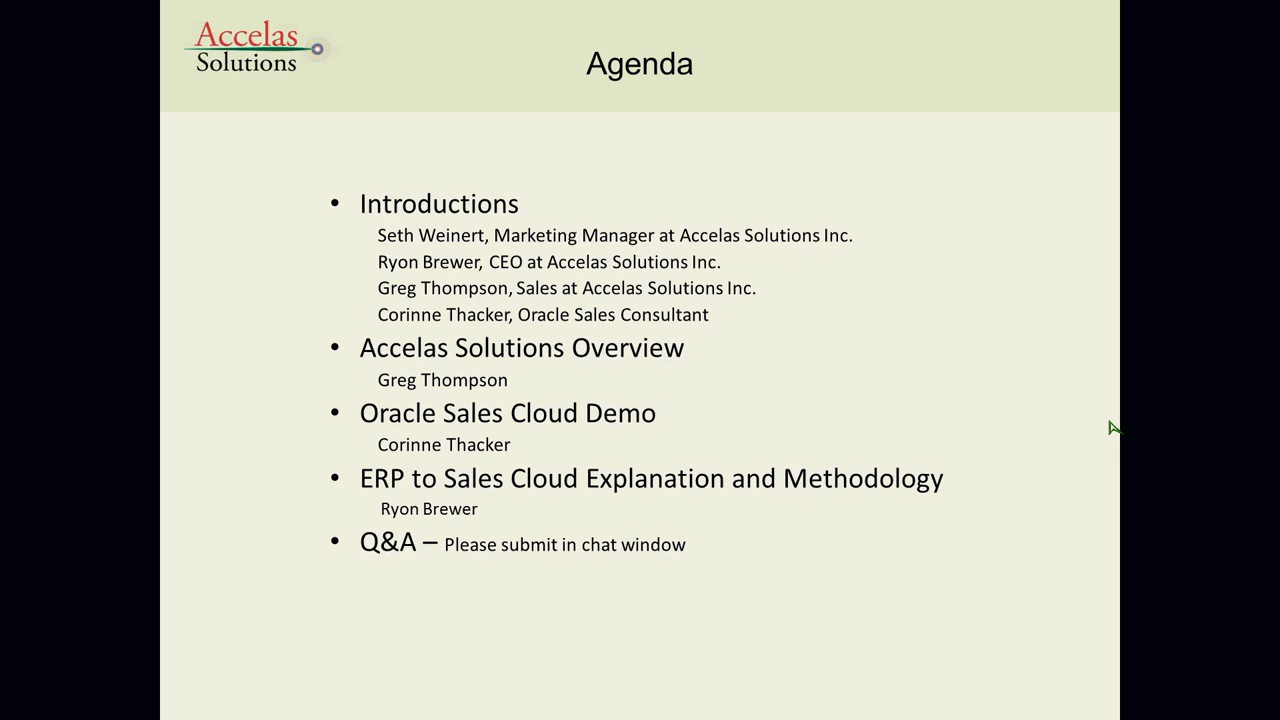 Accelas
Solutions
Agenda
• Introductions
Seth Weinert, Marketing Manager at Accelas Solutions Inc.
Ryon Brewer, CEO at Accelas Solutions Inc.
Greg Thompson, Sales at Accelas Solutions Inc.
Corinne Thacker, Oracle Sales Consultant
• Accelas Solutions Overview
Greg Thompson
• Oracle Sales Cloud Demo
Corinne Thacker
• ERP to Sales Cloud Explanation and Methodology
Ryon Brewer
• Q&A – Please submit in chat window